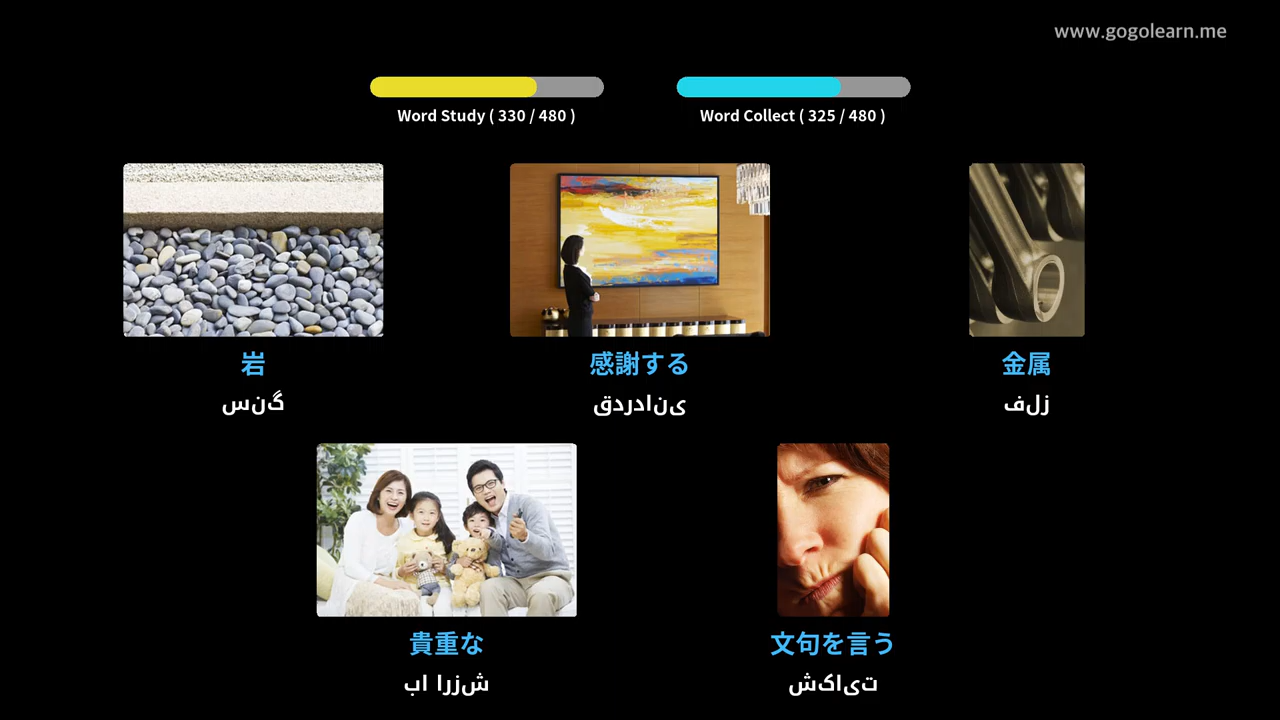 www.gogolearn.me
Word Study ( 330 / 480 )
Word Collect ( 325 / 480 )
岩
感謝する
金属
سنگ
قدردانی
فلز
貴重な
文句を言う
با ارزش
شکایت